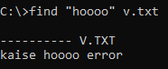 C:\>find "hoooo" v.txt
---------- V.TXT
kaise hoooo error